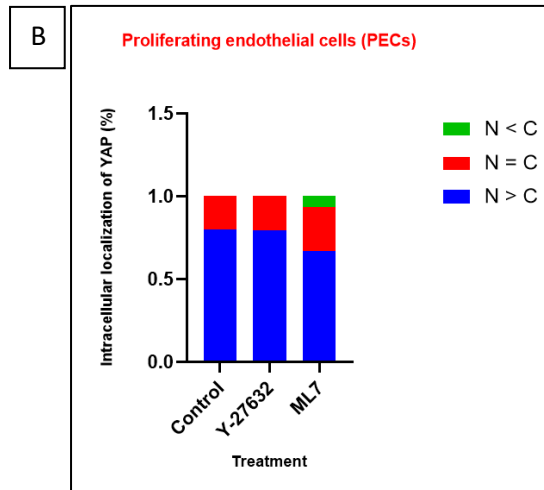 B
Proliferating endothelial cells (PECs)
Intracellular localization of YAP (%)
1.5
1.0
0.5
0.0
Control
Y-27632
ML7
Treatment
N < C
N = C
N > C